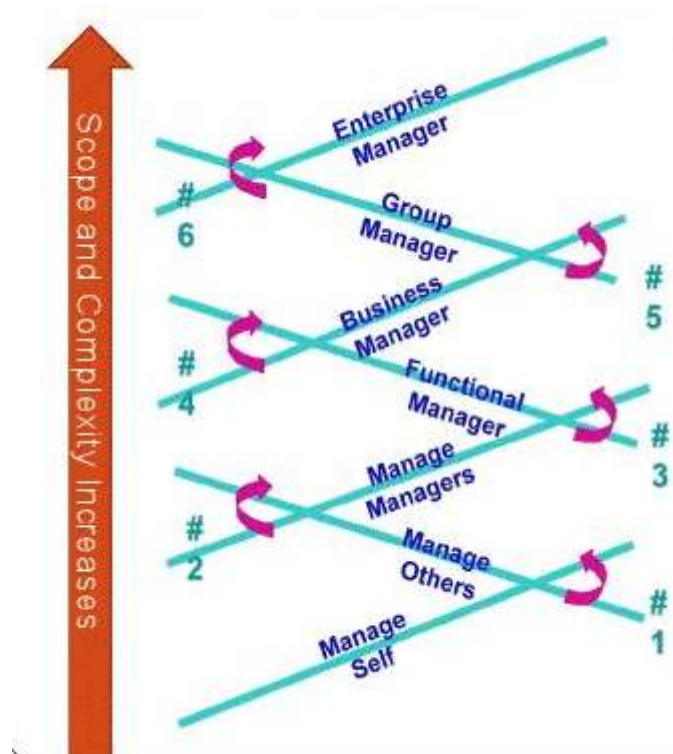 Scope and Complexity Increases
Enterprise
Manager
#
6
Group
Manager
#
5
Business
Manager
#
4
Functional
Manager
#
3
Manage
Managers
#
2
Manage
Others
#
1
Manage
Self